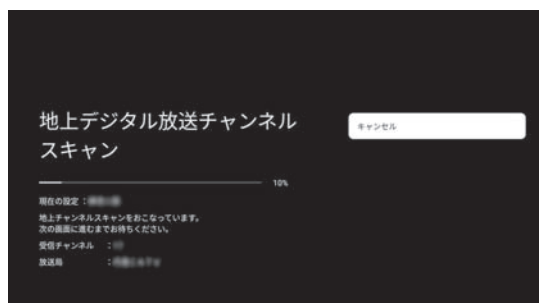 地上デジタル放送チャンネル
スキャン
キャンセル
10%
現在の設定：
地上チャンネルスキャンをおこなっています。
次の画面に進むまでお待ちください。
受信チャンネル：
放送局：